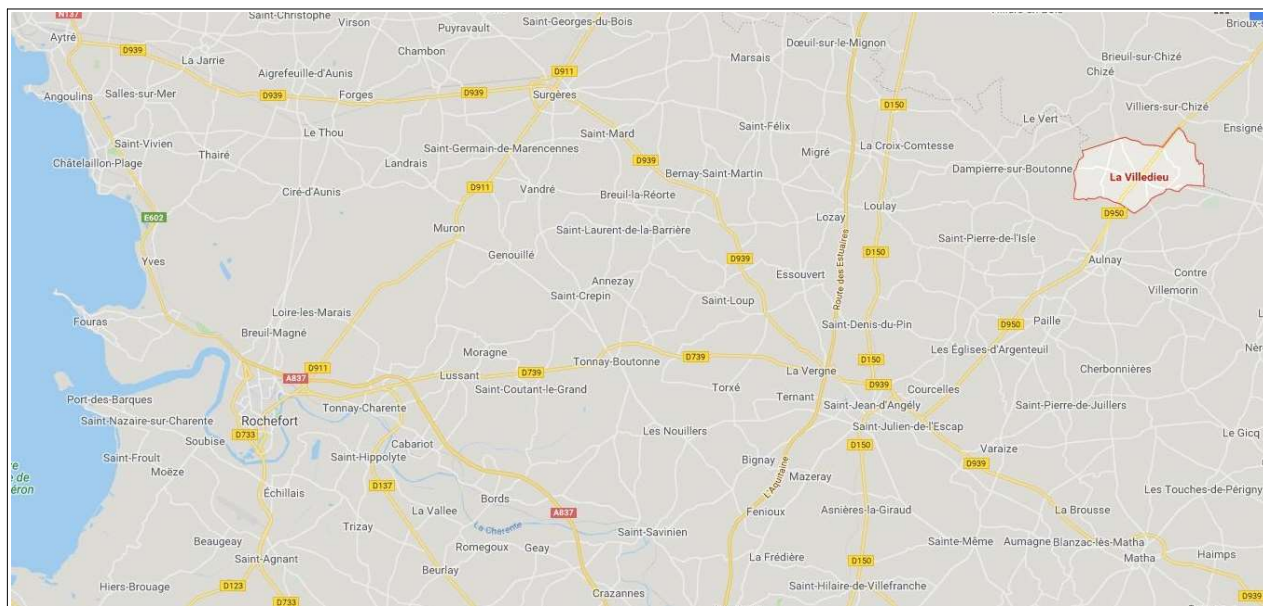 N137
Saint-Christophe
Virson
Puyravault
Saint-Georges-du-Bois
Aytré
D939
La Jarrie
Chambon
Marsais
Dœuil-sur-le-Mignon
Brieuil-sur-Chizé
Chizé
Aigrefeuille-d'Aunis
D911
Angoulins
Salles-sur-Mer
D939
Forges
D939
Surgères
D150
Villiers-sur-Chizé
Le Vert
Saint-Vivien
Le Thou
Saint-Mard
Saint-Félix
Thairé
Saint-Germain-de-Marencennes
Migré
La Croix-Comtesse
Châtelaillon-Plage
Landrais
D939
Bernay-Saint-Martin
Dampierre-sur-Boutonne
La Villedieu
Ciré-d'Aunis
D911
Vandré
Breuil-la-Réorte
Loulay
D950
E602
Muron
Saint-Laurent-de-la-Barrière
Lozay
Saint-Pierre-de-l'Isle
Yves
Genouillé
D939
D150
Aulnay
Essouvert
Route des Estuaires
Contre
Annezay
Villemorin
Saint-Crepin
Saint-Loup
Loire-les-Marais
Fouras
Breuil-Magné
Saint-Denis-du-Pin
D950
Paille
Moragne
Tonnay-Boutonne
D739
Les Églises-d'Argenteuil
D911
Lussant
D739
La Vergne
D150
Cherbonnières
A837
Saint-Coutant-le-Grand
Torxé
D939
Courcelles
Port-des-Barques
Tonnay-Charente
Ternant
Saint-Jean-d'Angély
Saint-Pierre-de-Juillers
Saint-Nazaire-sur-Charente
Rochefort
Saint-Julien-de-l'Escap
Soubise
D733
Cabariot
Les Nouillers
D150
Varaize
Le Gicq
Saint-Froult
Saint-Hippolyte
Bignay
D939
Moëze
Mazeray
Échillais
D137
Bords
L'Aquitaine
Les Touches-de-Périgny
La Vallee
A837
Fenioux
Asnières-la-Giraud
La Brousse
Trizay
La Charente
Saint-Savinien
Beaugeay
Romegoux
Geay
Sainte-Même
Aumagne
Blanzac-lès-Matha
Saint-Agnant
La Frédière
D150
Matha
Haimps
Beurlay
Hiers-Brouage
D123
Crazannes
Saint-Hilaire-de-Villefranche
D733
D939